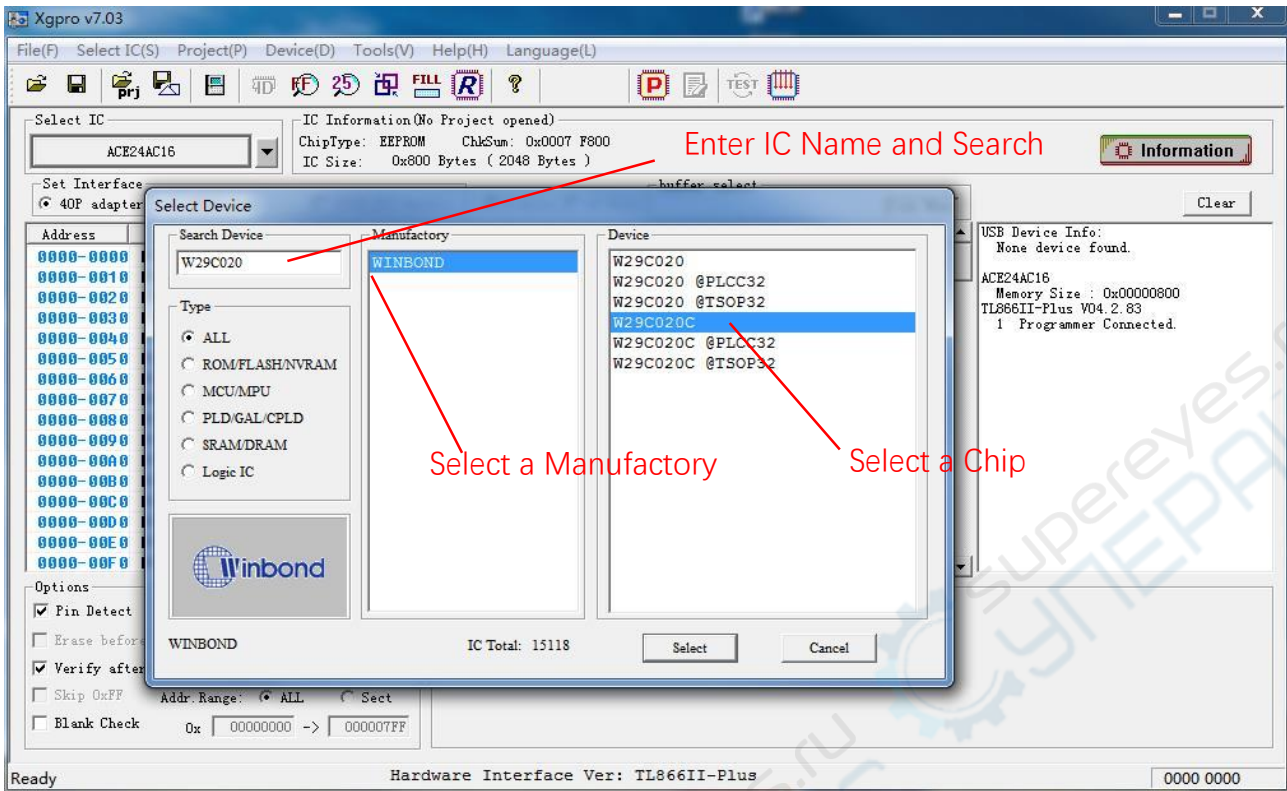 Xgpro v7.03
File(F) Select IC(S) Project(P) Device(D) Tools(V) Help(H) Language(L)
prj 25 FILL R ? P TEST
Select IC
ACE24AC16
IC Information(No Project opened)
ChipType: EEPROM ChkSum: 0x0007 F800
IC Size: 0x800 Bytes ( 2048 Bytes )
Enter IC Name and Search
Information
Set Interface
40P adapter
buffer select
Clear
Select Device
Search Device
W29C020
Type
ALL
ROM/FLASH/NVRAM
MCU/MPU
PLD/GAL/CPLD
SRAM/DRAM
Logic IC
Winbond
WINBOND
Manufactory
WINBOND
Select a Manufactory
Device
W29C020
W29C020 @PLCC32
W29C020 @TSOP32
W29C020C
W29C020C @PLCC32
W29C020C @TSOP32
Select a Chip
IC Total: 15118
Select
Cancel
Address
0000-0000
0000-0010
0000-0020
0000-0030
0000-0040
0000-0050
0000-0060
0000-0070
0000-0080
0000-0090
0000-00A0
0000-00B0
0000-00C0
0000-00D0
0000-00E0
0000-00F0
USB Device Info:
None device found.
ACE24AC16
Memory Size : 0x00000800
TL866II-Plus V04.2.83
1 Programmer Connected.
Options
Pin Detect
Erase before
Verify after
Skip 0xFF
Blank Check
Addr.Range: ALL Sect
0x 00000000 -> 000007FF
Ready
Hardware Interface Ver: TL866II-Plus
0000 0000